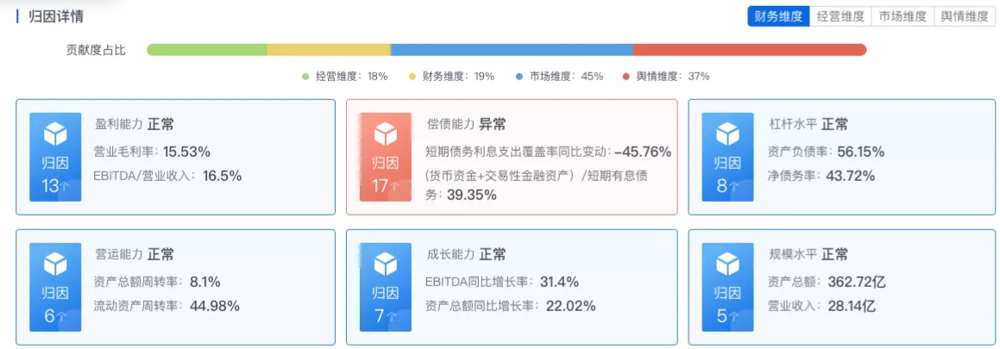 归因详情
财务维度 经营维度 市场维度 舆情维度
贡献度占比
经营维度：18% 财务维度：19% 市场维度：45% 舆情维度：37%
归因
13个
盈利能力 正常
营业毛利率：15.53%
EBITDA/营业收入：16.5%
归因
17个
偿债能力 异常
短期债务利息支出覆盖率同比变动：-45.76%
(货币资金+交易性金融资产）/短期有息债
务：39.35%
归因
8个
杠杆水平 正常
资产负债率：56.15%
净债务率：43.72%
归因
6个
营运能力 正常
资产总额周转率：8.1%
流动资产周转率：44.98%
归因
7个
成长能力 正常
EBITDA同比增长率：31.4%
资产总额同比增长率：22.02%
归因
5个
规模水平 正常
资产总额：362.72亿
营业收入：28.14亿